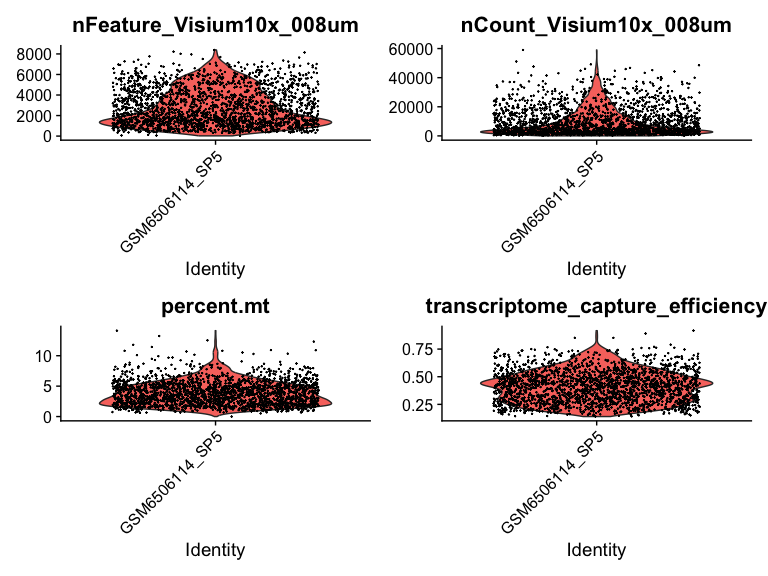 nFeature_Visium10x_008um
8000
6000
4000
2000
0
GSM6506114_SP5
Identity
nCount_Visium10x_008um
60000
40000
20000
0
GSM6506114_SP5
Identity
percent.mt
10
5
0
GSM6506114_SP5
Identity
transcriptome_capture_efficiency
0.75
0.50
0.25
GSM6506114_SP5
Identity